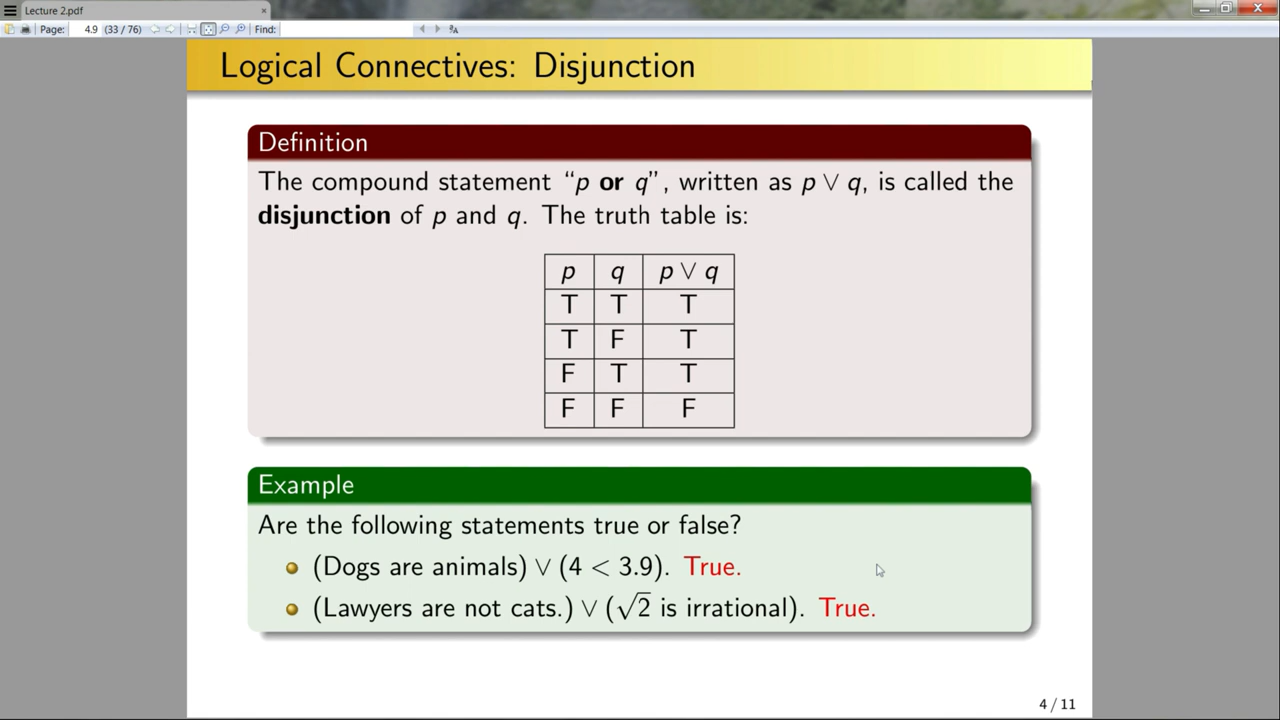 Lecture 2.pdf
Page: 4.9 (33 / 76) Find:
Logical Connectives: Disjunction
Definition
The compound statement “p or q”, written as p ∨ q, is called the
disjunction of p and q. The truth table is:
p q p ∨ q
T T T
T F T
F T T
F F F
Example
Are the following statements true or false?
(Dogs are animals) ∨ (4 < 3.9). True.
(Lawyers are not cats.) ∨ (√2 is irrational). True.
4 / 11